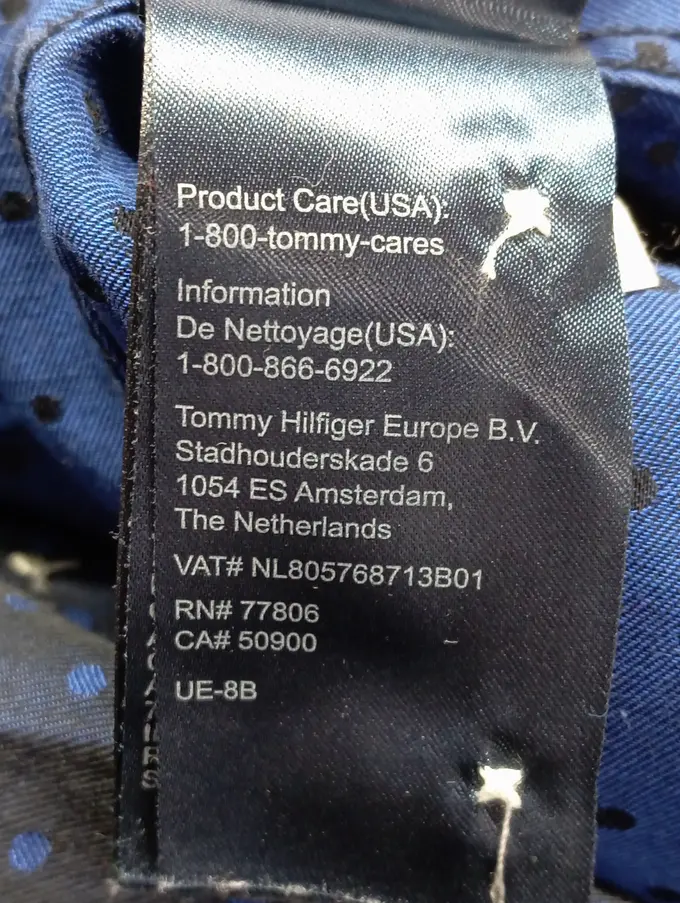 Product Care(USA):
1-800-tommy-cares
Information
De Nettoyage(USA):
1-800-866-6922
Tommy Hilfiger Europe B.V.
Stadhouderskade 6
1054 ES Amsterdam,
The Netherlands
VAT# NL805768713B01
RN# 77806
CA# 50900
UE-8B